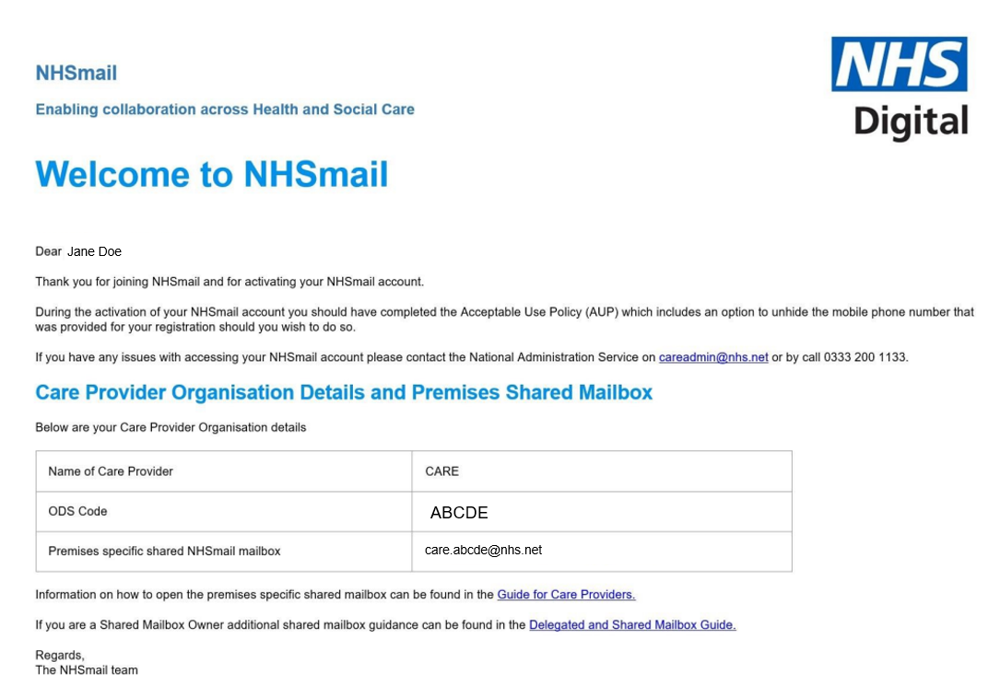 NHS
Digital
NHSmail
Enabling collaboration across Health and Social Care
Welcome to NHSmail
Dear Jane Doe
Thank you for joining NHSmail and for activating your NHSmail account.
During the activation of your NHSmail account you should have completed the Acceptable Use Policy (AUP) which includes an option to unhide the mobile phone number that
was provided for your registration should you wish to do so.
If you have any issues with accessing your NHSmail account please contact the National Administration Service on careadmin@nhs.net or by call 0333 200 1133.
Care Provider Organisation Details and Premises Shared Mailbox
Below are your Care Provider Organisation details
Name of Care Provider CARE
ODS Code ABCDE
Premises specific shared NHSmail mailbox care.abcde@nhs.net
Information on how to open the premises specific shared mailbox can be found in the Guide for Care Providers.
If you are a Shared Mailbox Owner additional shared mailbox guidance can be found in the Delegated and Shared Mailbox Guide.
Regards,
The NHSmail team